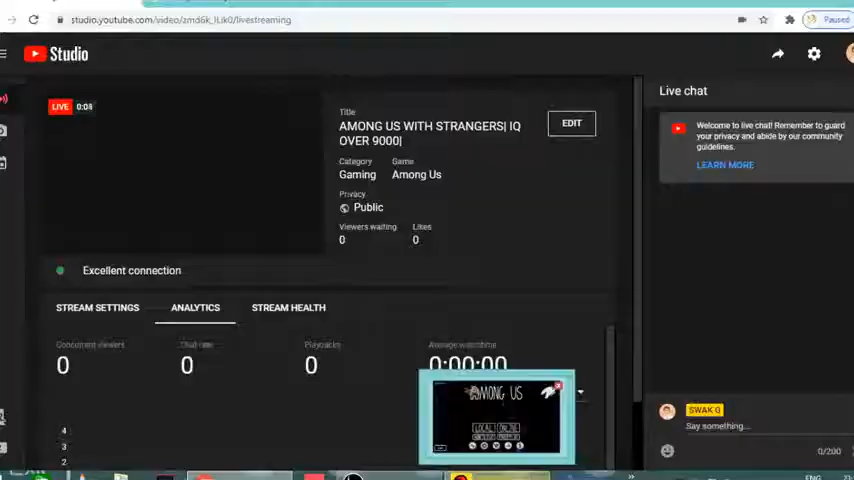 studio.youtube.com/video/zmd6k_lLik0/livestreaming
Paused
Studio
LIVE 0:08
Title
AMONG US WITH STRANGERS| IQ
OVER 9000|
EDIT
Category
Game
Gaming
Among Us
Privacy
Public
Viewers waiting
Likes
0
0
Excellent connection
STREAM SETTINGS
ANALYTICS
STREAM HEALTH
Concurrent viewers
Chat rate
Playbacks
Average watchtime
0
0
0
0:00:00
4
3
2
AMONG US
LOCAL
ONLINE
Live chat
Welcome to live chat! Remember to guard
your privacy and abide by our community
guidelines.
LEARN MORE
SWAK G
Say something...
0/200
ENG